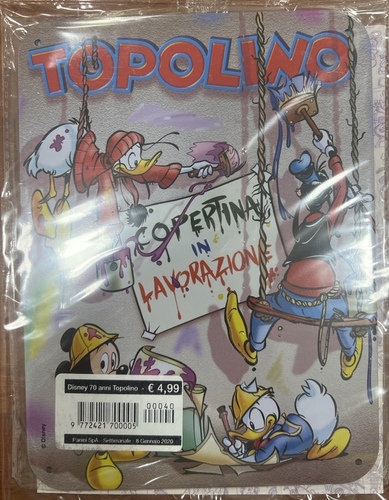 TOPOLINO
COPERTINA
IN
LAVORAZIONE
Disney 70 anni Topolino - € 4,99
00040
9 772421 700005
Panini SpA - Settimanale - 8 Gennaio 2020
© Disney